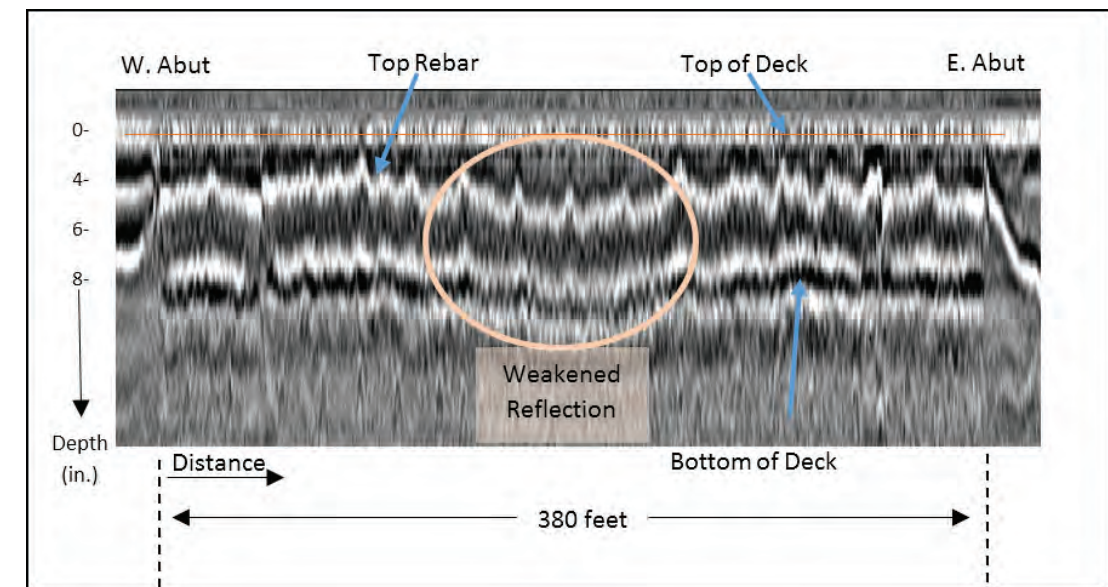 W. Abut
Top Rebar
Top of Deck
E. Abut
0-
4-
6-
8-
Weakened
Reflection
Depth
(in.)
Distance
Bottom of Deck
380 feet